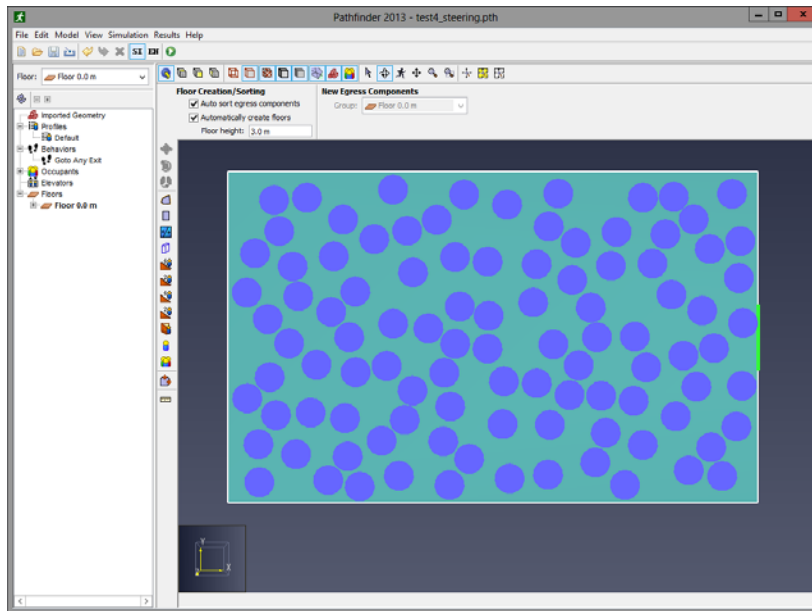 Pathfinder 2013 - test4_steering.pth
File Edit Model View Simulation Results Help
SI EN
Floor: Floor 0.0 m
Floor Creation/Sorting
New Egress Components
Auto sort egress components
Group: Floor 0.0 m
Automatically create floors
Floor height: 3.0 m
Imported Geometry
Profiles
Default
Behaviors
Goto Any Exit
Occupants
Elevators
Floors
Floor 0.0 m
Y
X